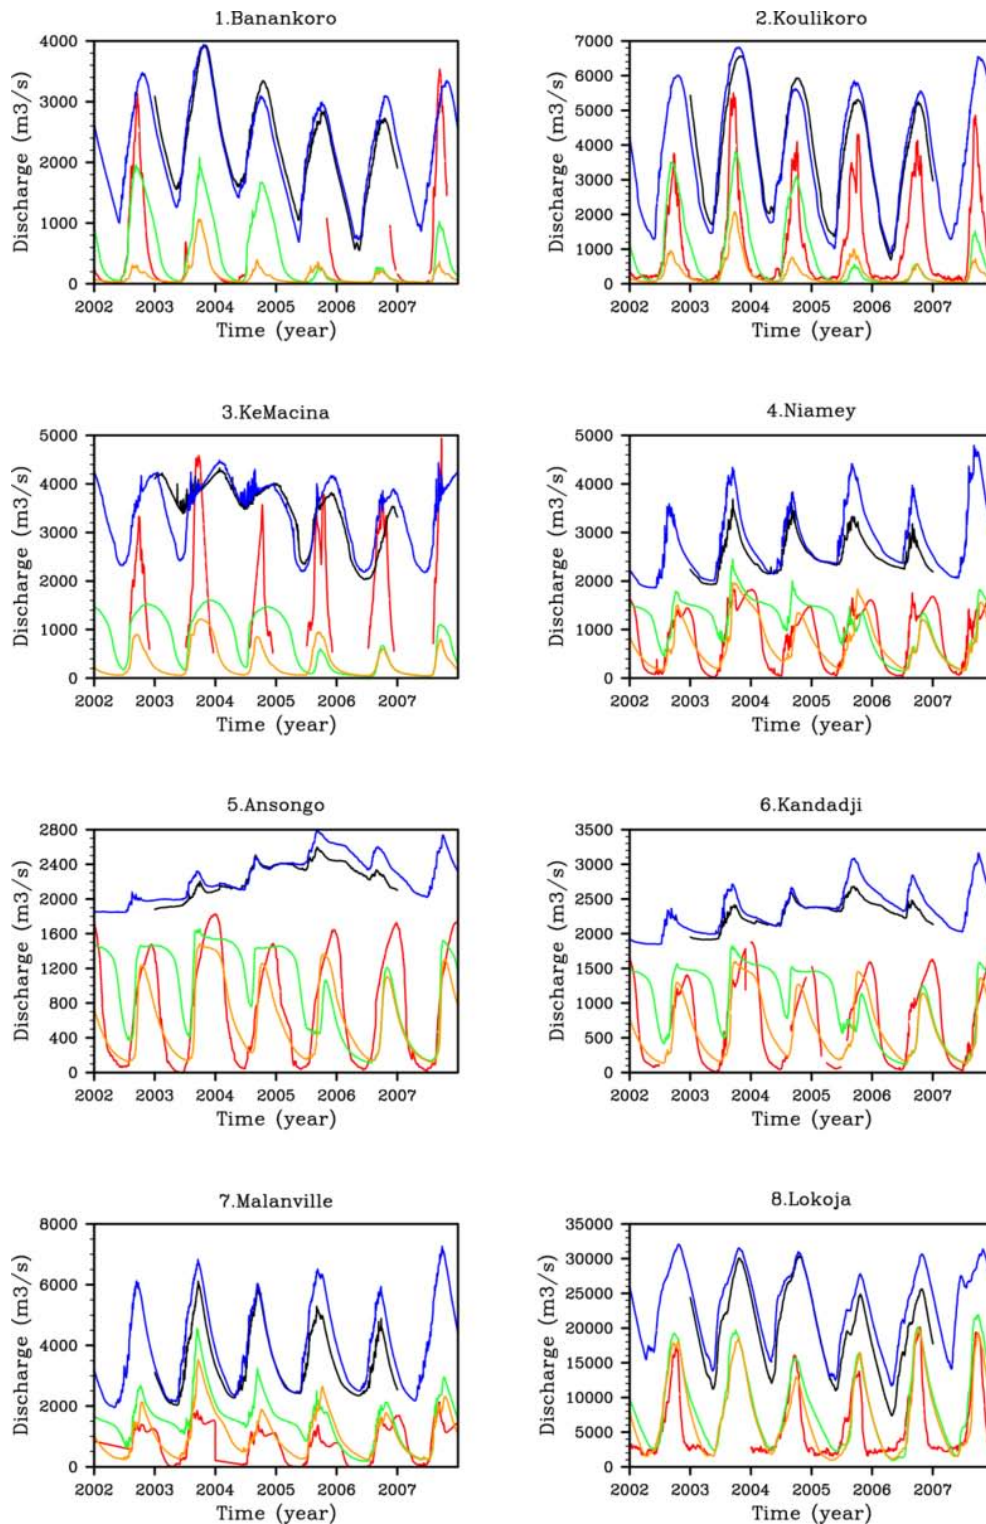 1.Banankoro
Discharge (m3/s)
4000
3000
2000
1000
0
2002 2003 2004 2005 2006 2007
Time (year)
2.Koulikoro
Discharge (m3/s)
7000
6000
5000
4000
3000
2000
1000
0
2002 2003 2004 2005 2006 2007
Time (year)
3.KeMacina
Discharge (m3/s)
5000
4000
3000
2000
1000
0
2002 2003 2004 2005 2006 2007
Time (year)
4.Niamey
Discharge (m3/s)
5000
4000
3000
2000
1000
0
2002 2003 2004 2005 2006 2007
Time (year)
5.Ansongo
Discharge (m3/s)
2800
2400
2000
1600
1200
800
400
0
2002 2003 2004 2005 2006 2007
Time (year)
6.Kandadji
Discharge (m3/s)
3500
3000
2500
2000
1500
1000
500
0
2002 2003 2004 2005 2006 2007
Time (year)
7.Malanville
Discharge (m3/s)
8000
6000
4000
2000
0
2002 2003 2004 2005 2006 2007
Time (year)
8.Lokoja
Discharge (m3/s)
35000
30000
25000
20000
15000
10000
5000
0
2002 2003 2004 2005 2006 2007
Time (year)